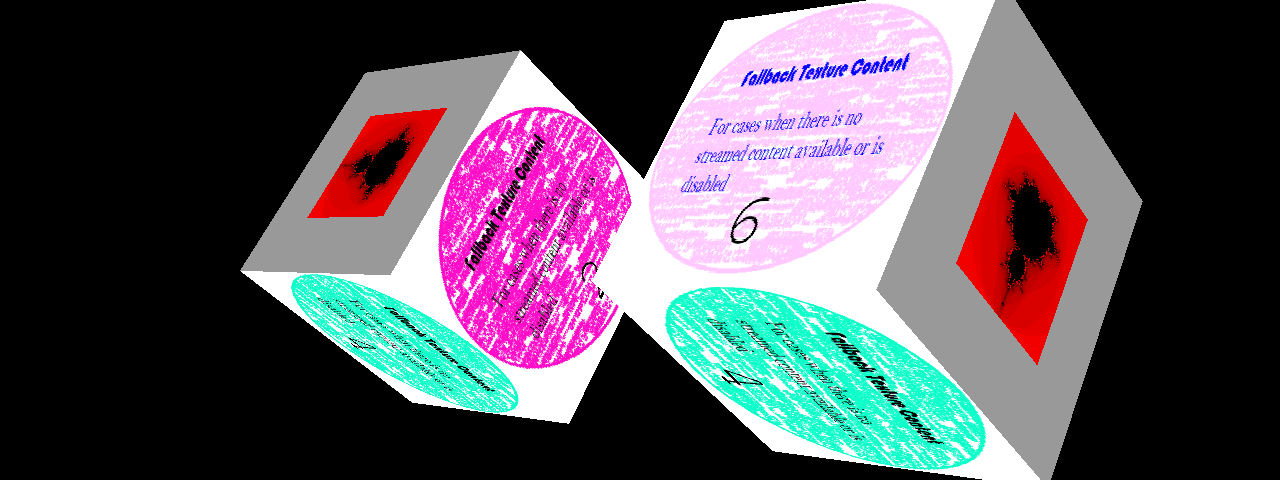 Fallback Texture Content
For cases when there is no
streamed content available or is
disabled
Fallback Texture Content
For cases when there is no
streamed content available or is
disabled
6
Fallback Texture Content
For cases when there is no
streamed content available or is
disabled
4
Fallback Texture Content
For cases when there is no
streamed content available or is
disabled
4